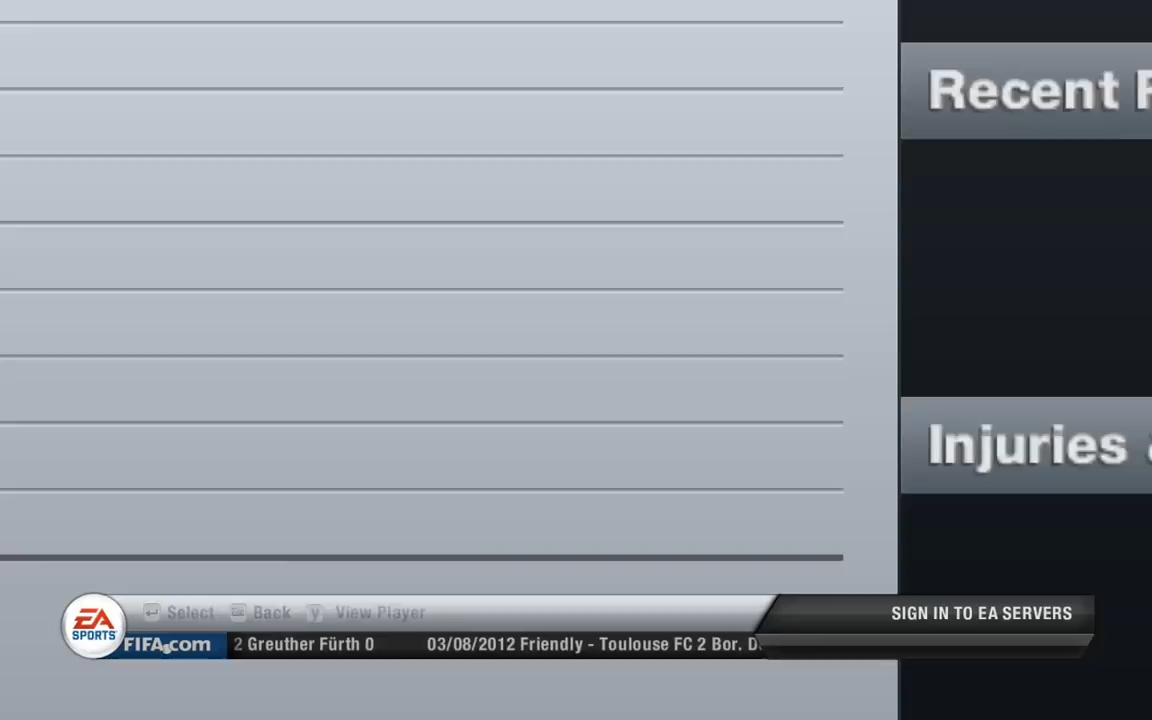 Recent
Injuries
Select Back y View Player
SIGN IN TO EA SERVERS
EA SPORTS
FIFA.com 2 Greuther Fürth 0 03/08/2012 Friendly - Toulouse FC 2 Bor.